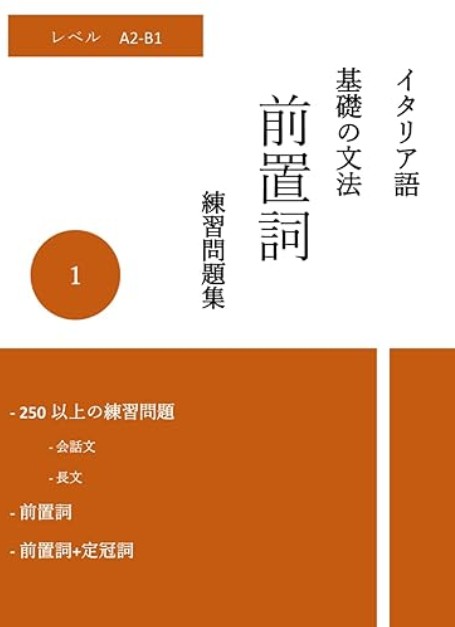 レベル A2-B1
イタリア語
基礎の文法
前置詞
練習問題集
1
- 250 以上の練習問題
- 会話文
- 長文
- 前置詞
- 前置詞+定冠詞